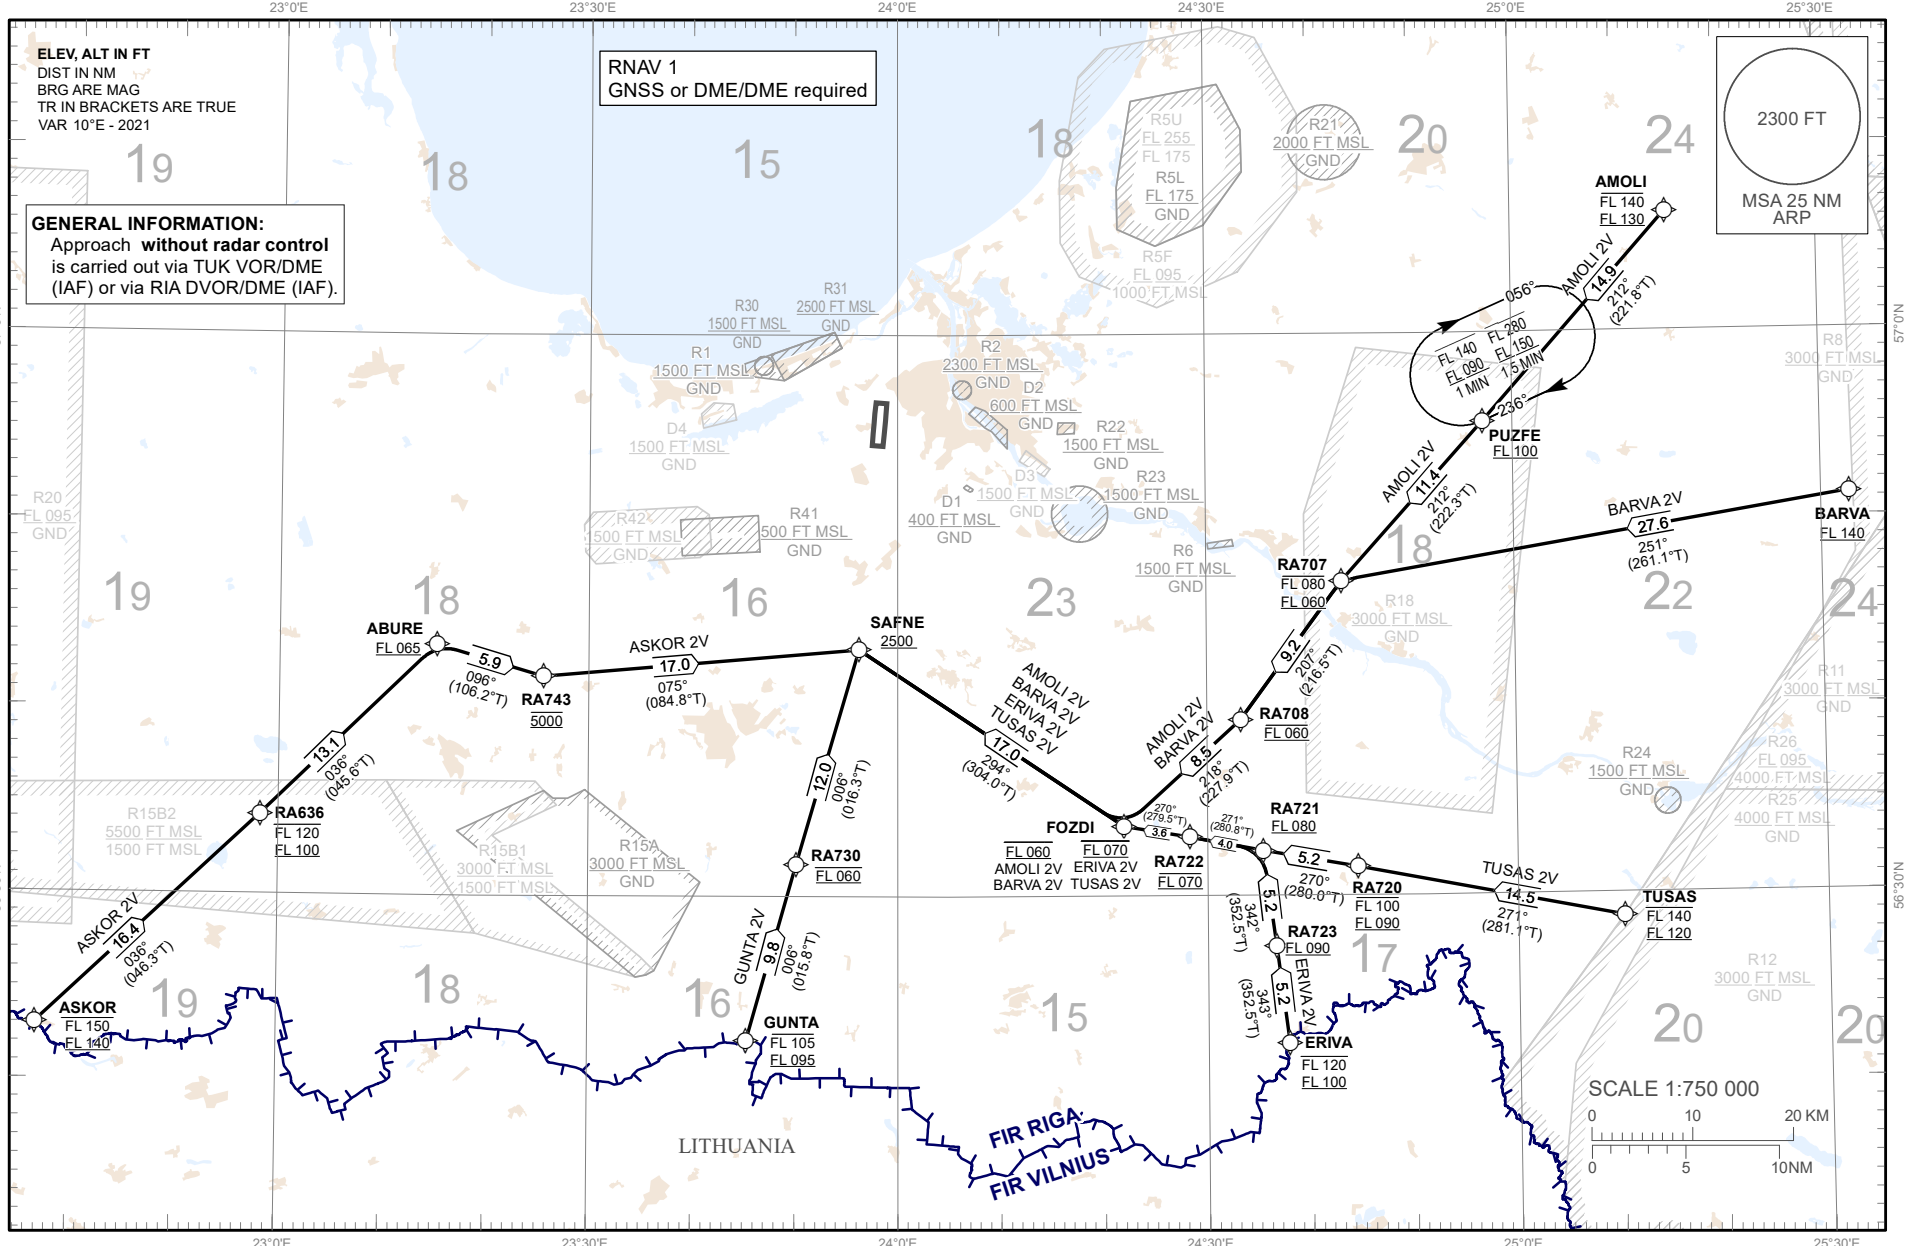 23°0'E
23°30'E
24°0'E
24°30'E
25°0'E
25°30'E
ELEV, ALT IN FT
DIST IN NM
BRG ARE MAG
TR IN BRACKETS ARE TRUE
VAR 10°E - 2021
RNAV 1
GNSS or DME/DME required
2300 FT
MSA 25 NM
ARP
GENERAL INFORMATION:
Approach without radar control
is carried out via TUK VOR/DME
(IAF) or via RIA DVOR/DME (IAF).
19
18
15
18
20
24
R5U
FL 255
FL 175
R5L
FL 175
GND
R5F
FL 095
1000 FT MSL
R21
2000 FT MSL
GND
AMOLI
FL 140
FL 130
AMOLI 2V
14.9
212°
(221.8°T)
056°
FL 140
FL 090
1 MIN
FL 280
FL 150
1.5 MIN
236°
PUZFE
FL 100
R30
1500 FT MSL
GND
R31
2500 FT MSL
GND
R1
1500 FT MSL
GND
R2
2300 FT MSL
GND
D2
600 FT MSL
GND
R22
1500 FT MSL
GND
R23
1500 FT MSL
GND
D3
1500 FT MSL
GND
D1
400 FT MSL
GND
D4
1500 FT MSL
GND
R8
3000 FT MSL
GND
57°0'N
R20
FL 095
GND
R42
1500 FT MSL
GND
R41
500 FT MSL
GND
R6
1500 FT MSL
GND
AMOLI 2V
11.4
212°
(222.3°T)
BARVA 2V
27.6
251°
(261.1°T)
BARVA
FL 140
RA707
FL 080
FL 060
19
18
16
23
18
22
24
R18
3000 FT MSL
GND
ABURE
FL 065
5.9
096°
(106.2°T)
RA743
5000
ASKOR 2V
17.0
075°
(084.8°T)
SAFNE
2500
AMOLI 2V
BARVA 2V
ERIVA 2V
TUSAS 2V
17.0
294°
(304.0°T)
9.2
207°
(216.5°T)
RA708
FL 060
AMOLI 2V
BARVA 2V
8.5
218°
(227.9°T)
R11
3000 FT MSL
GND
R24
1500 FT MSL
GND
R26
FL 095
4000 FT MSL
R25
4000 FT MSL
GND
13.1
036°
(045.6°T)
RA636
FL 120
FL 100
R15B2
5500 FT MSL
1500 FT MSL
R15B1
3000 FT MSL
1500 FT MSL
R15A
3000 FT MSL
GND
12.0
006°
(016.3°T)
RA730
FL 060
FOZDI
FL 060
AMOLI 2V
BARVA 2V
FL 070
ERIVA 2V
TUSAS 2V
270°
(279.5°T)
3.6
RA722
FL 070
271°
(280.8°T)
4.0
RA721
FL 080
5.2
270°
(280.0°T)
RA720
FL 100
FL 090
TUSAS 2V
14.5
271°
(281.1°T)
TUSAS
FL 140
FL 120
56°30'N
ASKOR 2V
16.4
036°
(046.3°T)
ASKOR
FL 150
FL 140
GUNTA 2V
9.8
006°
(015.8°T)
GUNTA
FL 105
FL 095
5.2
342°
(352.5°T)
RA723
FL 090
ERIVA 2V
5.2
343°
(352.5°T)
ERIVA
FL 120
FL 100
R12
3000 FT MSL
GND
19
18
16
15
17
20
20
LITHUANIA
FIR RIGA
FIR VILNIUS
SCALE 1:750 000
0
10
20 KM
0
5
10NM
23°0'E
23°30'E
24°0'E
24°30'E
25°0'E
25°30'E